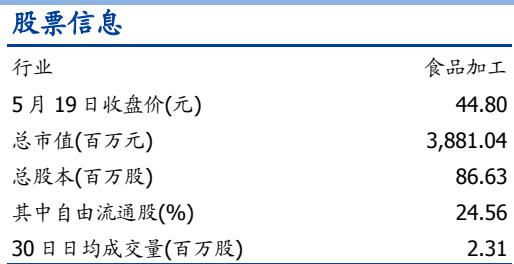 股票信息
行业 食品加工
5 月 19 日收盘价(元) 44.80
总市值(百万元) 3,881.04
总股本(百万股) 86.63
其中自由流通股(%) 24.56
30 日日均成交量(百万股) 2.31